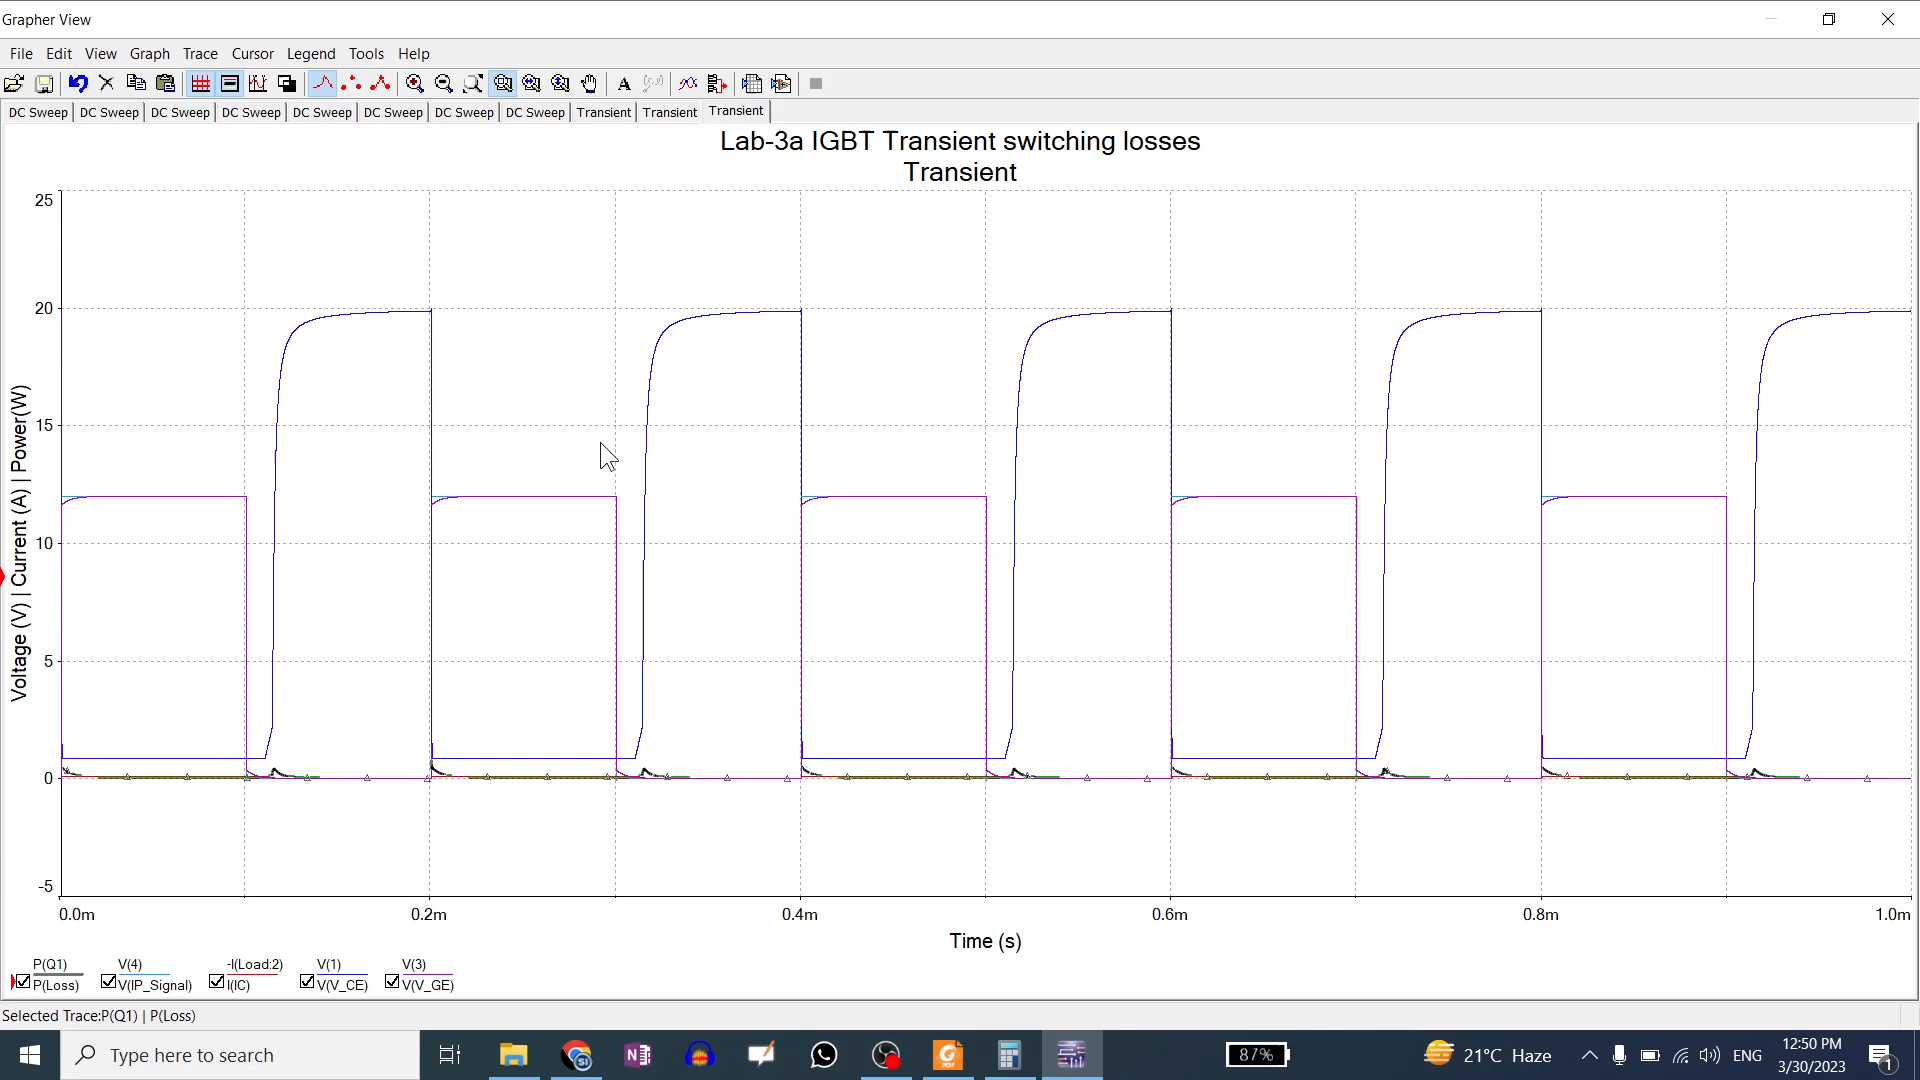 Grapher View
File Edit View Graph Trace Cursor Legend Tools Help
A
DC Sweep DC Sweep DC Sweep DC Sweep DC Sweep DC Sweep DC Sweep DC Sweep Transient Transient Transient
Lab-3a IGBT Transient switching losses
Transient
Voltage (V) | Current (A) | Power(W)
25
20
15
10
5
0
-5
0.0m 0.2m 0.4m 0.6m 0.8m 1.0m
Time (s)
P(Q1) V(4) -I(Load:2) V(1) V(3)
P(Loss) V(IP_Signal) I(IC) V(V_CE) V(V_GE)
Selected Trace:P(Q1) | P(Loss)
Type here to search
SI
N
PDF
87%
21°C Haze
ENG
12:50 PM
3/30/2023
1